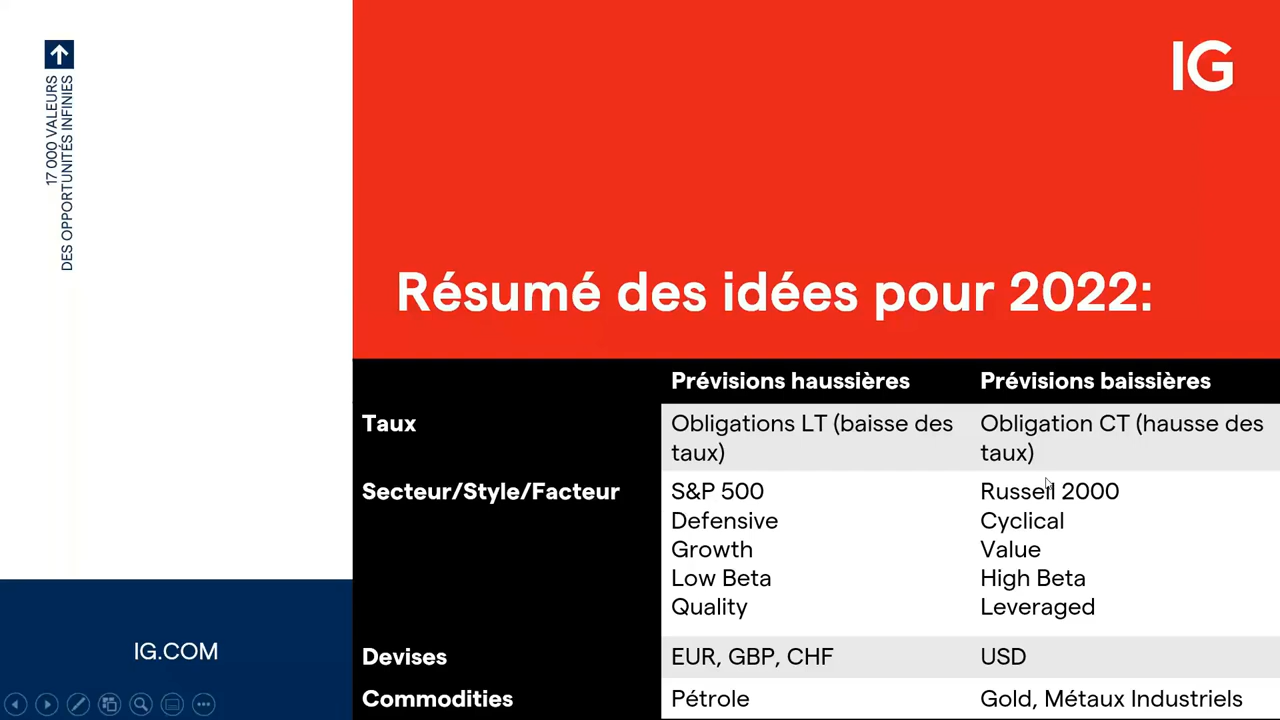 17 000 VALEURS
DES OPPORTUNITÉS INFINIES
IG
Résumé des idées pour 2022:
Prévisions haussières Prévisions baissières
Taux Obligations LT (baisse des taux) Obligation CT (hausse des taux)
Secteur/Style/Facteur S&P 500 Russell 2000
Defensive Cyclical
Growth Value
Low Beta High Beta
Quality Leveraged
Devises EUR, GBP, CHF USD
Commodities Pétrole Gold, Métaux Industriels
IG.COM